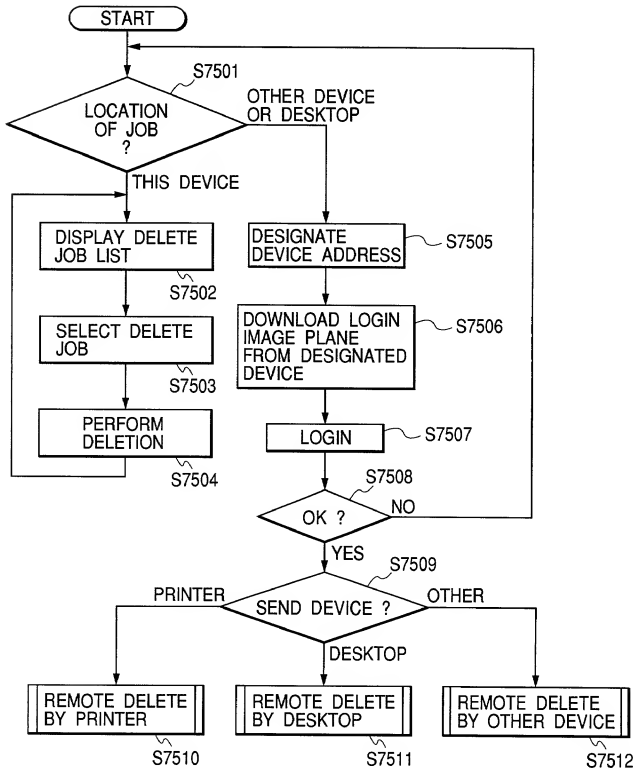 START
S7501
LOCATION
OF JOB
?
OTHER DEVICE
OR DESKTOP
THIS DEVICE
DISPLAY DELETE
JOB LIST
S7502
SELECT DELETE
JOB
S7503
PERFORM
DELETION
S7504
DESIGNATE
DEVICE ADDRESS
S7505
DOWNLOAD LOGIN
IMAGE PLANE
FROM DESIGNATED
DEVICE
S7506
LOGIN
S7507
S7508
OK ?
NO
YES
S7509
SEND DEVICE ?
PRINTER
OTHER
DESKTOP
REMOTE DELETE
BY PRINTER
S7510
REMOTE DELETE
BY DESKTOP
S7511
REMOTE DELETE
BY OTHER DEVICE
S7512